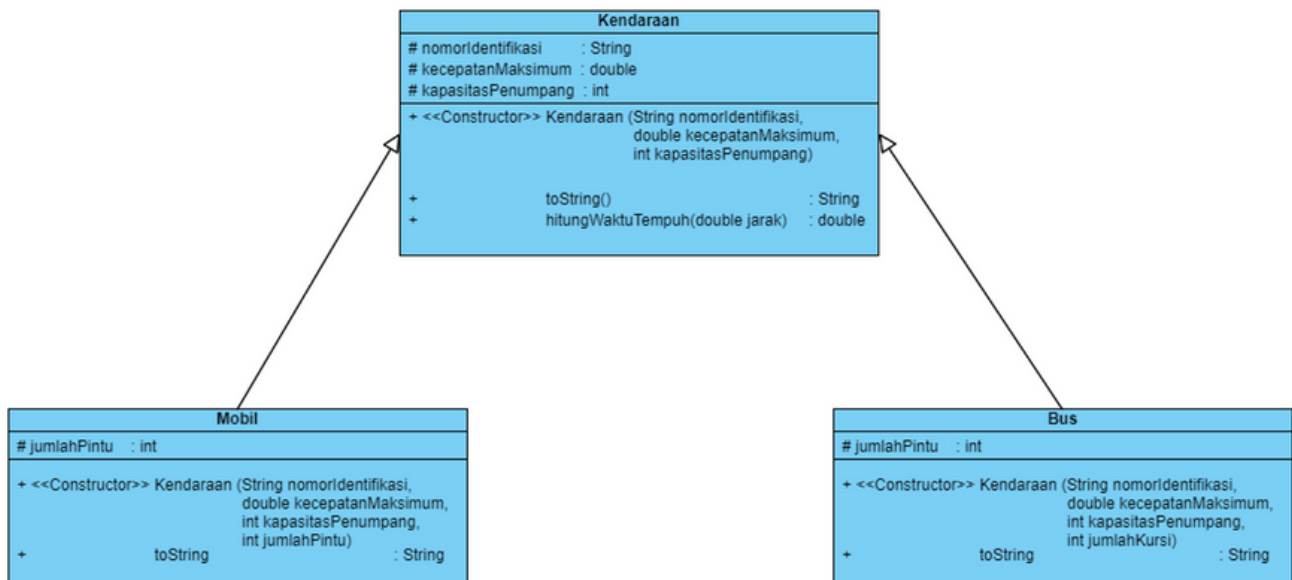 Kendaraan
# nomorIdentifikasi : String
# kecepatanMaksimum : double
# kapasitasPenumpang : int
+ <<Constructor>> Kendaraan (String nomorIdentifikasi,
double kecepatanMaksimum,
int kapasitasPenumpang)
+ toString() : String
+ hitungWaktuTempuh(double jarak) : double
Mobil
# jumlahPintu : int
+ <<Constructor>> Kendaraan (String nomorIdentifikasi,
double kecepatanMaksimum,
int kapasitasPenumpang,
int jumlahPintu)
+ toString : String
Bus
# jumlahPintu : int
+ <<Constructor>> Kendaraan (String nomorIdentifikasi,
double kecepatanMaksimum,
int kapasitasPenumpang,
int jumlahKursi)
+ toString : String